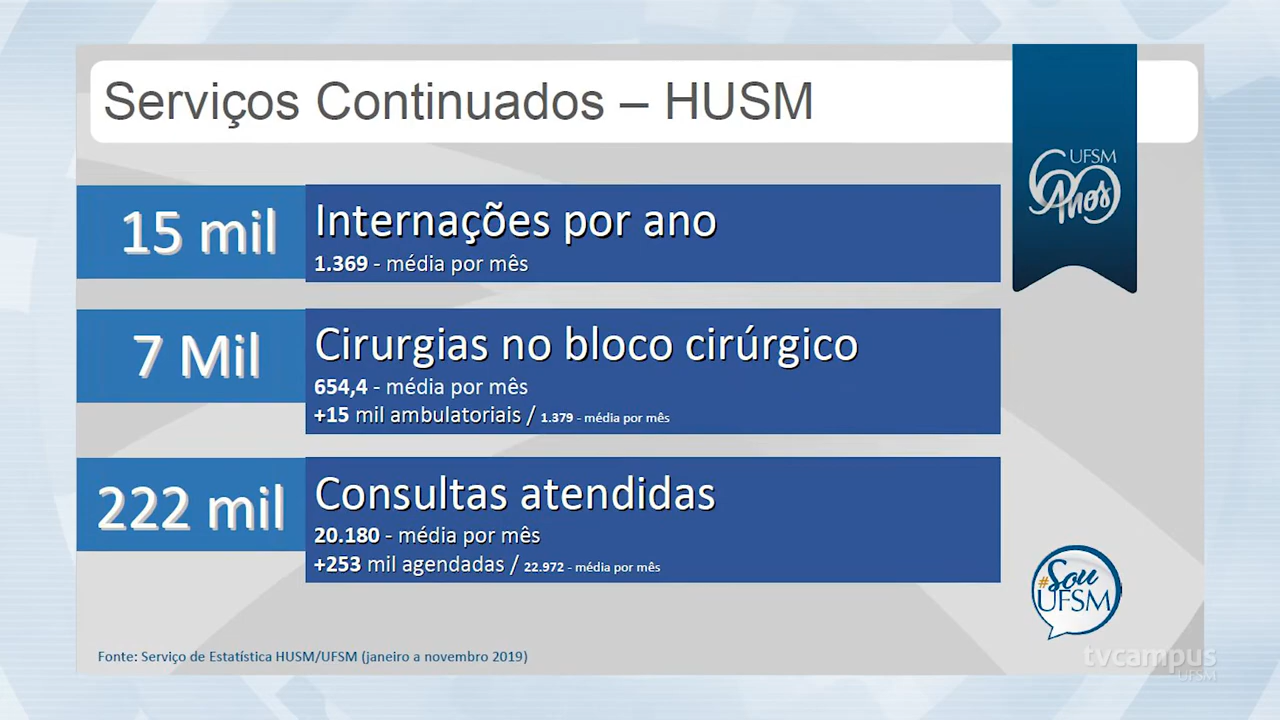 Serviços Continuados – HUSM
UFSM
60 Anos
15 mil
Internações por ano
1.369 - média por mês
7 Mil
Cirurgias no bloco cirúrgico
654,4 - média por mês
+15 mil ambulatoriais / 1.379 - média por mês
222 mil
Consultas atendidas
20.180 - média por mês
+253 mil agendadas / 22.972 - média por mês
#Sou
UFSM
Fonte: Serviço de Estatística HUSM/UFSM (janeiro a novembro 2019)
tvcampus
UFSM